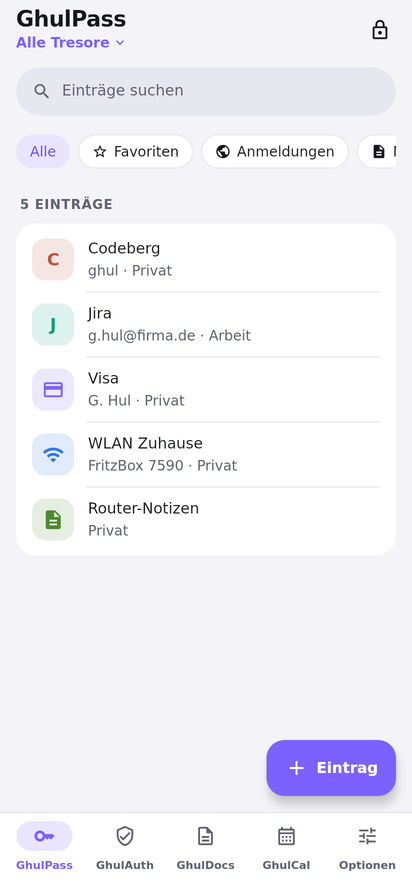 GhulPass
Alle Tresore
Einträge suchen
Alle
Favoriten
Anmeldungen
5 EINTRÄGE
C
Codeberg
ghul · Privat
J
Jira
g.hul@firma.de · Arbeit
Visa
G. Hul · Privat
WLAN Zuhause
FritzBox 7590 · Privat
Router-Notizen
Privat
Eintrag
GhulPass
GhulAuth
GhulDocs
GhulCal
Optionen